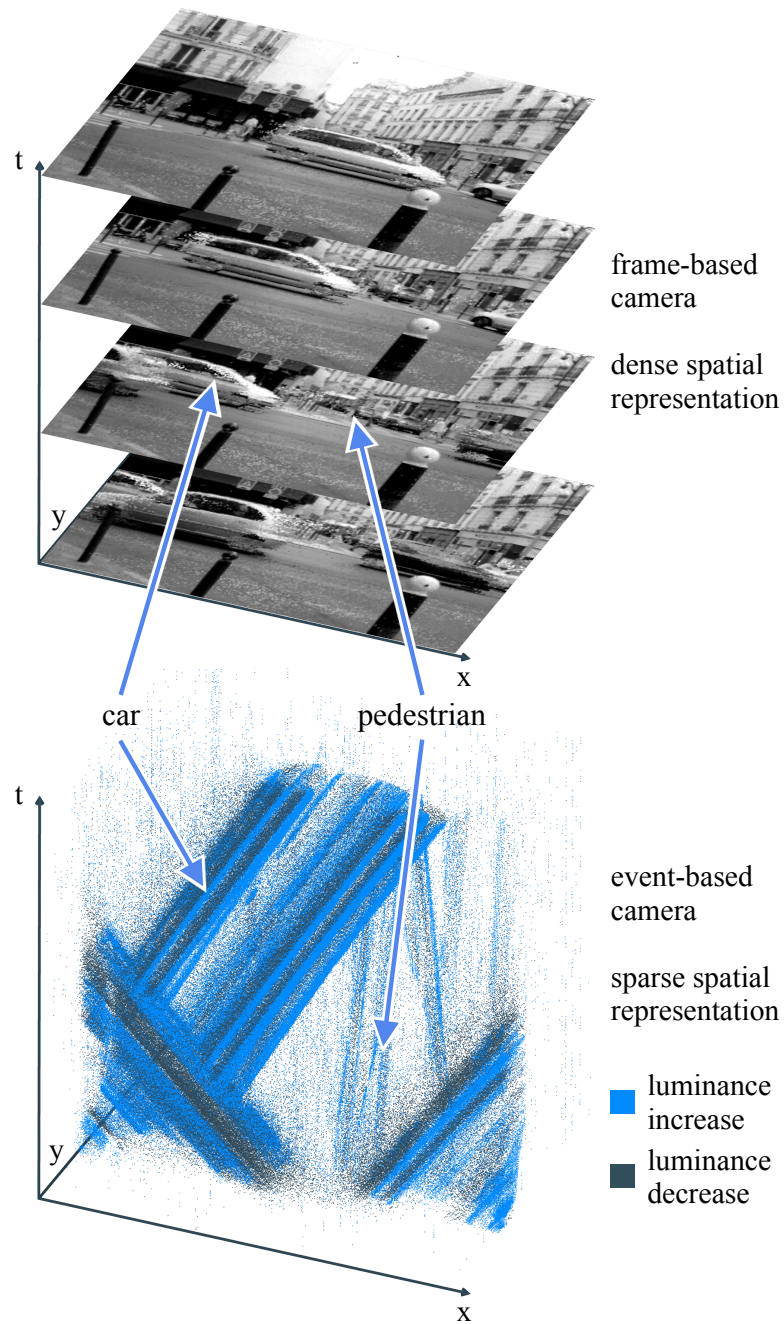 t
frame-based
camera
dense spatial
representation
y
x
car
pedestrian
t
event-based
camera
sparse spatial
representation
luminance
increase
y
luminance
decrease
x